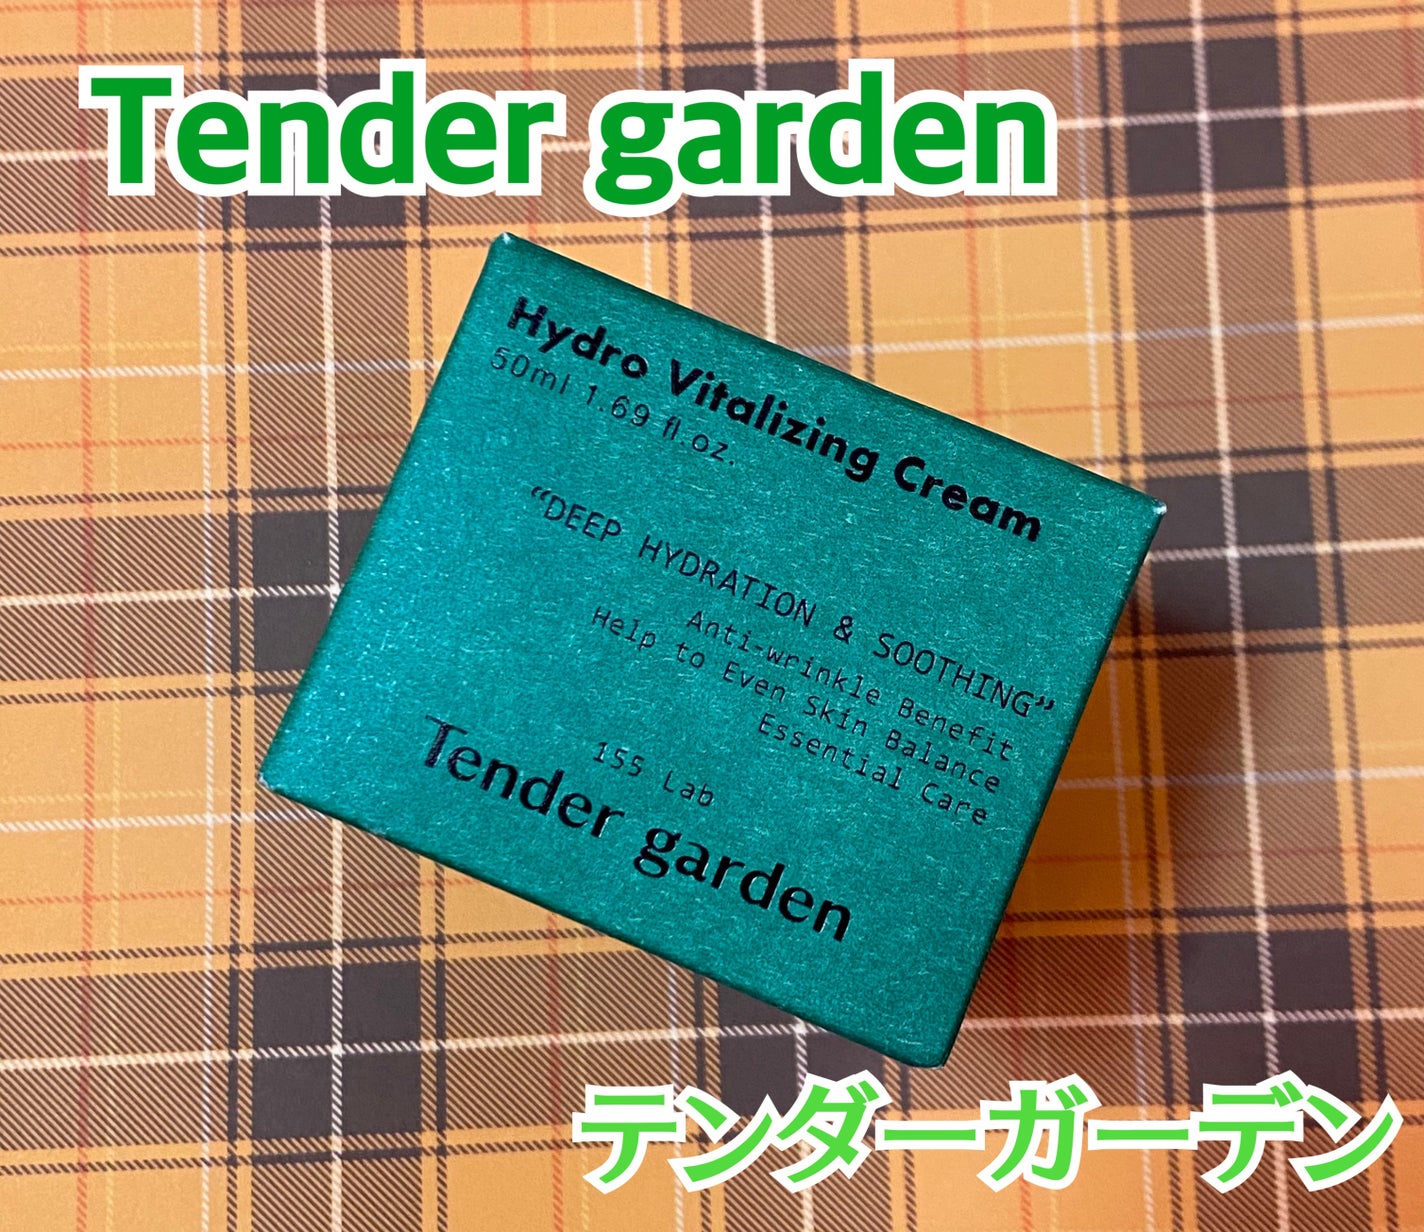 Tender garden
Hydro Vitalizing Cream
50ml 1.69 fl.oz.
“DEEP HYDRATION & SOOTHING”
Anti-wrinkle Benefit
Help to Even Skin Balance
Essential Care
155 Lab
Tender garden
テンダーガーデン